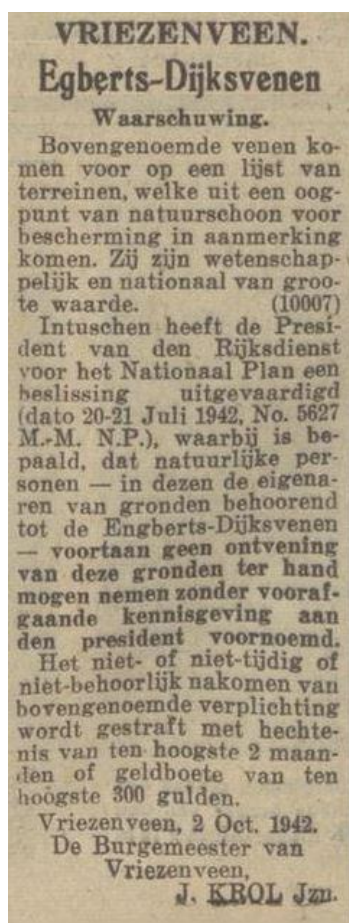 VRIEZENVEEN.
Egberts-Dijksvenen
Waarschuwing.
Bovengenoemde venen ko-
men voor op een lijst van
terreinen, welke uit een oog-
punt van natuurschoon voor
bescherming in aanmerking
komen. Zij zijn wetenschap-
pelijk en nationaal van groo-
te waarde. (10007)
Intuschen heeft de Presi-
dent van den Rijksdienst
voor het Nationaal Plan een
beslissing uitgevaardigd
(dato 20-21 Juli 1942, No. 5627
M.-M. N.P.), waarbij is be-
paald, dat natuurlijke per-
sonen — in dezen de eigena-
ren van gronden behoorend
tot de Engberts-Dijksvenen
— voortaan geen ontvening
van deze gronden ter hand
mogen nemen zonder vooraf-
gaande kennisgeving aan
den president voornoemd.
Het niet- of niet-tijdig of
niet-behoorlijk nakomen van
bovengenoemde verplichting
wordt gestraft met hechte-
nis van ten hoogste 2 maan-
den of geldboete van ten
hoogste 300 gulden.
Vriezenveen, 2 Oct. 1942.
De Burgemeester van
Vriezenveen,
J. KROL Jzn.